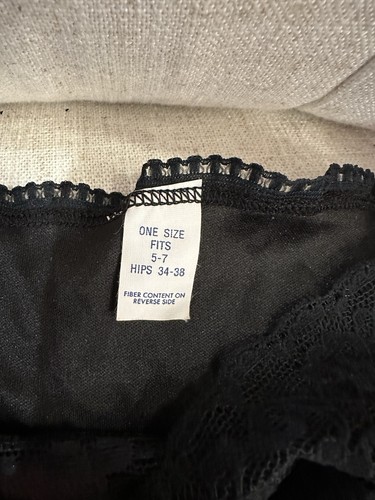 ONE SIZE
FITS
5-7
HIPS 34-38
FIBER CONTENT ON
REVERSE SIDE